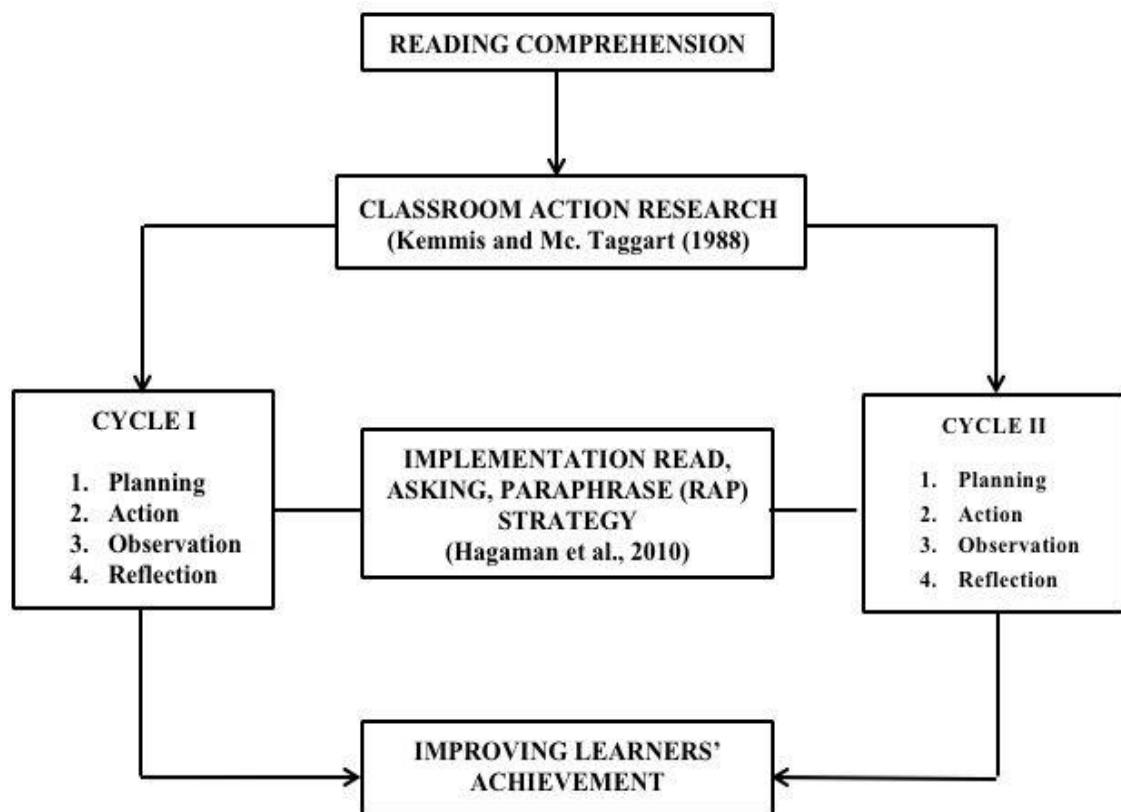 READING COMPREHENSION
CLASSROOM ACTION RESEARCH
(Kemmis and Mc. Taggart (1988)
CYCLE I
1. Planning
2. Action
3. Observation
4. Reflection
IMPLEMENTATION READ,
ASKING, PARAPHRASE (RAP)
STRATEGY
(Hagaman et al., 2010)
CYCLE II
1. Planning
2. Action
3. Observation
4. Reflection
IMPROVING LEARNERS’
ACHIEVEMENT